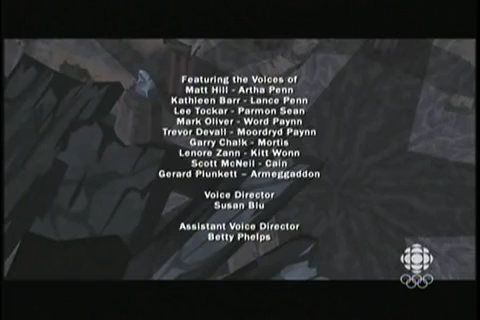 Featuring the Voices of
Matt Hill - Artha Penn
Kathleen Barr - Lance Penn
Lee Tockar - Parmon Sean
Mark Oliver - Word Paynn
Trevor Devall - Moordryd Paynn
Garry Chalk - Mortis
Lenore Zann - Kitt Wonn
Scott McNeil - Cain
Gerard Plunkett – Armeggaddon
Voice Director
Susan Blu
Assistant Voice Director
Betty Phelps